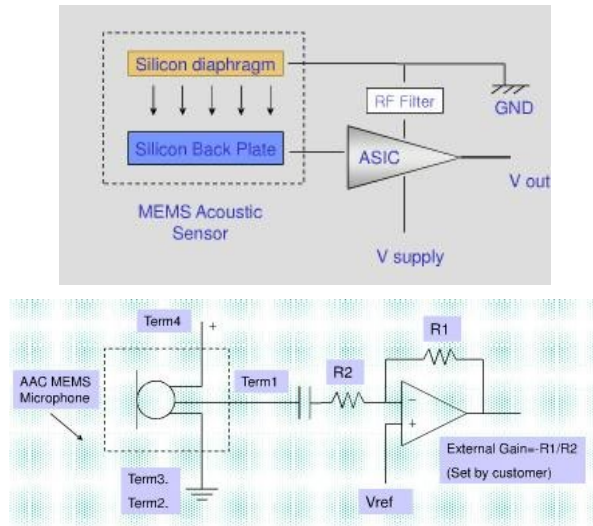 Silicon diaphragm
RF Filter
GND
Silicon Back Plate
ASIC
V out
MEMS Acoustic
Sensor
V supply
Term4
+
R1
AAC MEMS
Microphone
Term1
R2
−
+
External Gain=-R1/R2
(Set by customer)
Term3.
Term2.
Vref